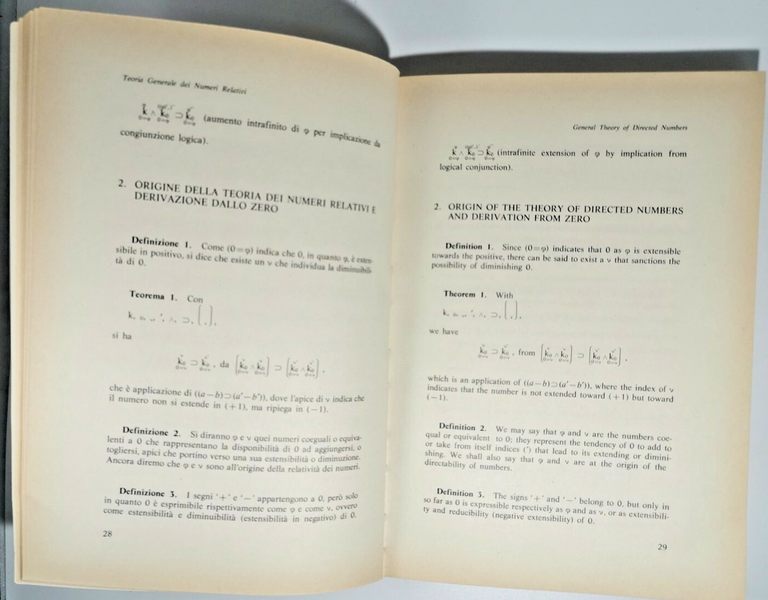 Teoria Generale dei Numeri Relativi
(aumento intrafinito di φ per implicazione da
congiunzione logica).
2. ORIGINE DELLA TEORIA DEI NUMERI RELATIVI E
DERIVAZIONE DALLO ZERO
Definizione 1. Come (0=φ) indica che 0, in quanto φ, è esten-
sibile in positivo, si dice che existe un ν che individua la diminuibili-
tà di 0.
Teorema 1. Con
si ha
, da
che è applicazione di ((a−b)⊃(a'−b')), dove l'apice di ν indica che
il numero non si estende in (+1), ma ripiega in (−1).
Definizione 2. Si diranno φ e ν quei numeri coeguali o equiva-
lenti a 0 che rappresentano la disponibilità di 0 ad aggiungersi, o
togliersi, apici che portino verso una sua estensibilità o diminuzione.
Ancora diremo che φ e ν sono all'origine della relatività dei numeri.
Definizione 3. I segni '+' e '−' appartengono a 0, però solo
in quanto 0 è esprimibile rispettivamente come φ e come ν, ovvero
come estensibilità e diminuibilità (estensibilità in negativo) di 0.
28
General Theory of Directed Numbers
(intrafinite extension of φ by implication from
logical conjunction).
2. ORIGIN OF THE THEORY OF DIRECTED NUMBERS
AND DERIVATION FROM ZERO
Definition 1. Since (0=φ) indicates that 0 as φ is extensible
towards the positive, there can be said to exist a ν that sanctions the
possibility of diminishing 0.
Theorem 1. With
we have
, from
which is an application of ((a−b)⊃(a'−b')), where the index of ν
indicates that the number is not extended toward (+1) but toward
(−1).
Definition 2. We may say that φ and ν are the numbers coe-
qual or equivalent to 0; they represent the tendency of 0 to add to
or take from itself indices (') that lead to its extending or dimini-
shing. We shall also say that φ and ν are at the origin of the
directability of numbers.
Definition 3. The signs '+' and '−' belong to 0, but only in
so far as 0 is expressible respectively as φ and as ν, or as extensibili-
ty and reducibility (negative extensibility) of 0.
29